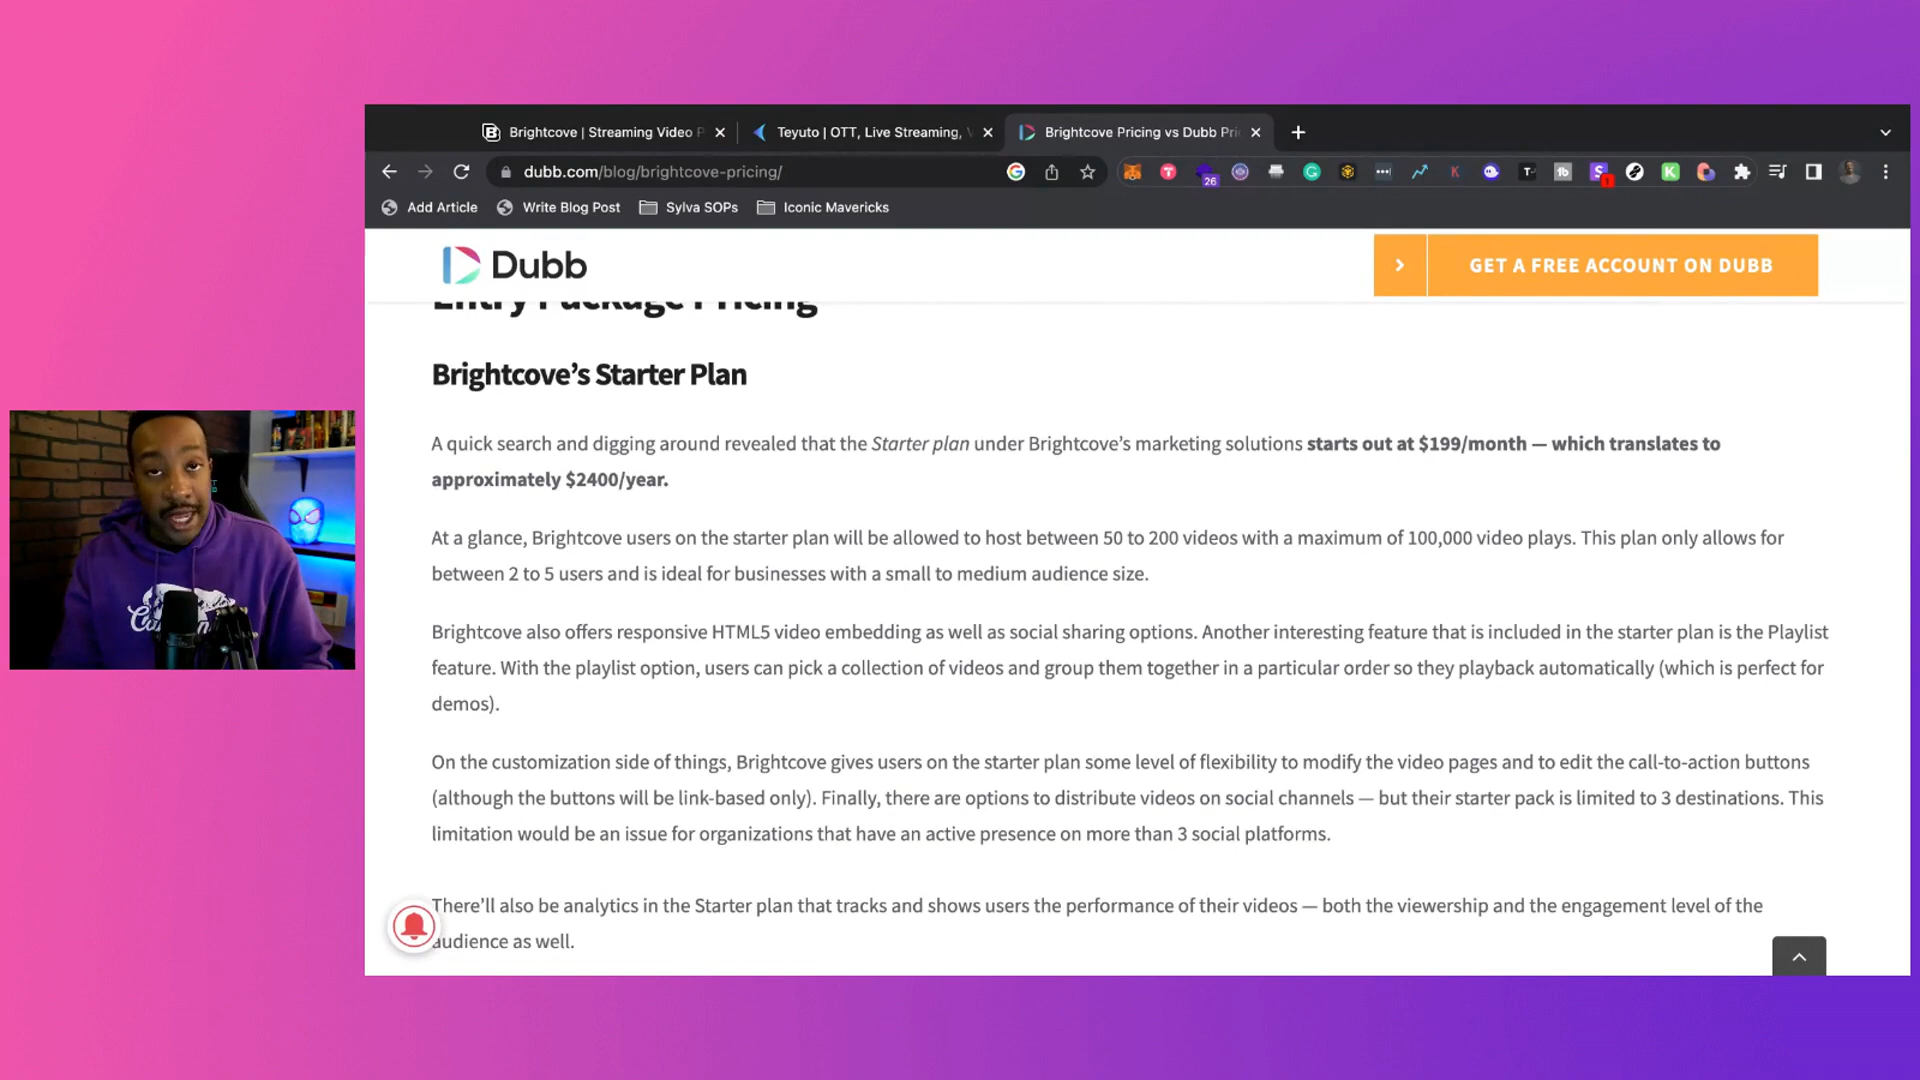 Brightcove | Streaming Video P
Teyuto | OTT, Live Streaming, V
Brightcove Pricing vs Dubb Pri
dubb.com/blog/brightcove-pricing/
26
1
Add Article
Write Blog Post
Sylva SOPs
Iconic Mavericks
Dubb
GET A FREE ACCOUNT ON DUBB
Entry Package Pricing
Brightcove’s Starter Plan
A quick search and digging around revealed that the Starter plan under Brightcove’s marketing solutions starts out at $199/month — which translates to
approximately $2400/year.
At a glance, Brightcove users on the starter plan will be allowed to host between 50 to 200 videos with a maximum of 100,000 video plays. This plan only allows for
between 2 to 5 users and is ideal for businesses with a small to medium audience size.
Brightcove also offers responsive HTML5 video embedding as well as social sharing options. Another interesting feature that is included in the starter plan is the Playlist
feature. With the playlist option, users can pick a collection of videos and group them together in a particular order so they playback automatically (which is perfect for
demos).
On the customization side of things, Brightcove gives users on the starter plan some level of flexibility to modify the video pages and to edit the call-to-action buttons
(although the buttons will be link-based only). Finally, there are options to distribute videos on social channels — but their starter pack is limited to 3 destinations. This
limitation would be an issue for organizations that have an active presence on more than 3 social platforms.
There’ll also be analytics in the Starter plan that tracks and shows users the performance of their videos — both the viewership and the engagement level of the
audience as well.